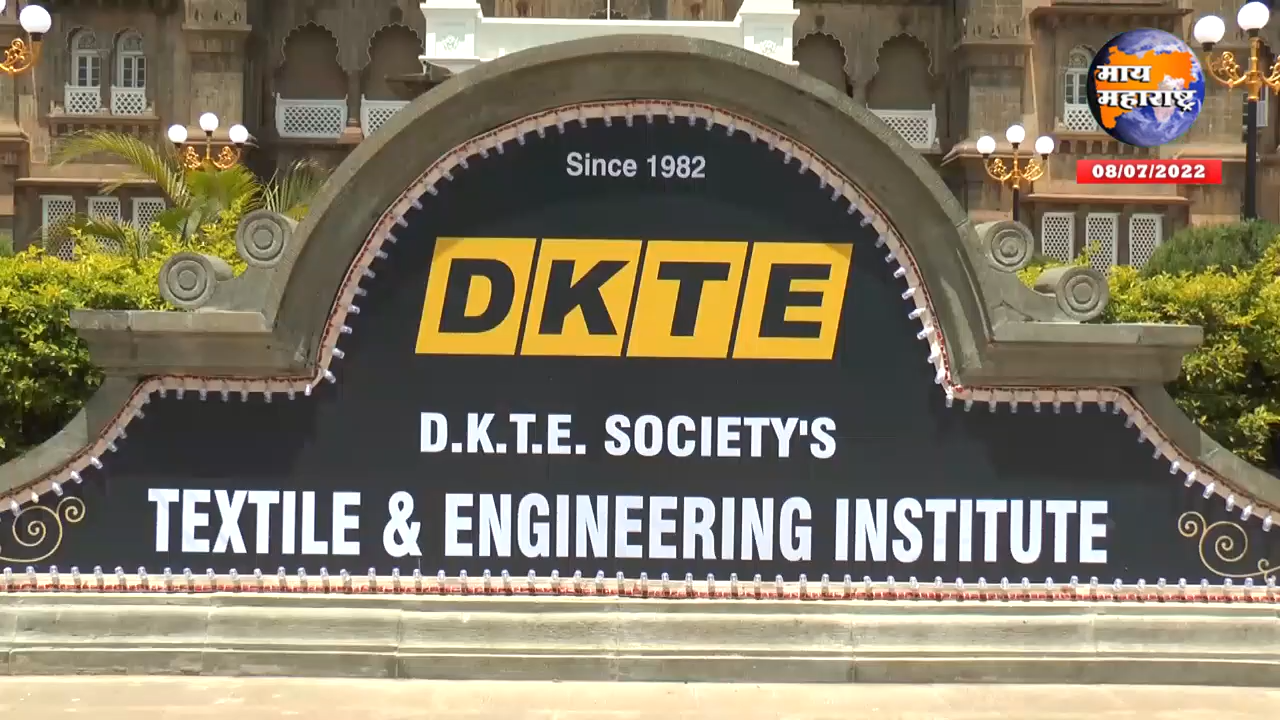 माय
महाराष्ट्र
08/07/2022
Since 1982
DKTE
D.K.T.E. SOCIETY'S
TEXTILE & ENGINEERING INSTITUTE